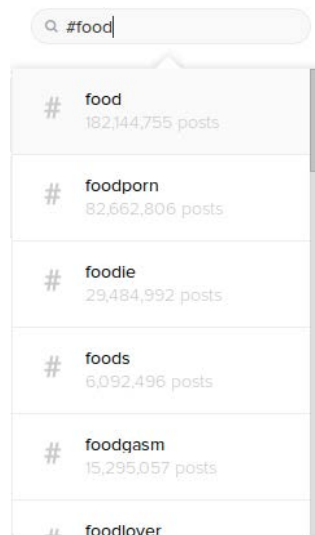 #food
# food
182,144,755 posts
# foodporn
82,662,806 posts
# foodie
29,484,992 posts
# foods
6,092,496 posts
# foodgasm
15,295,057 posts
# foodlover